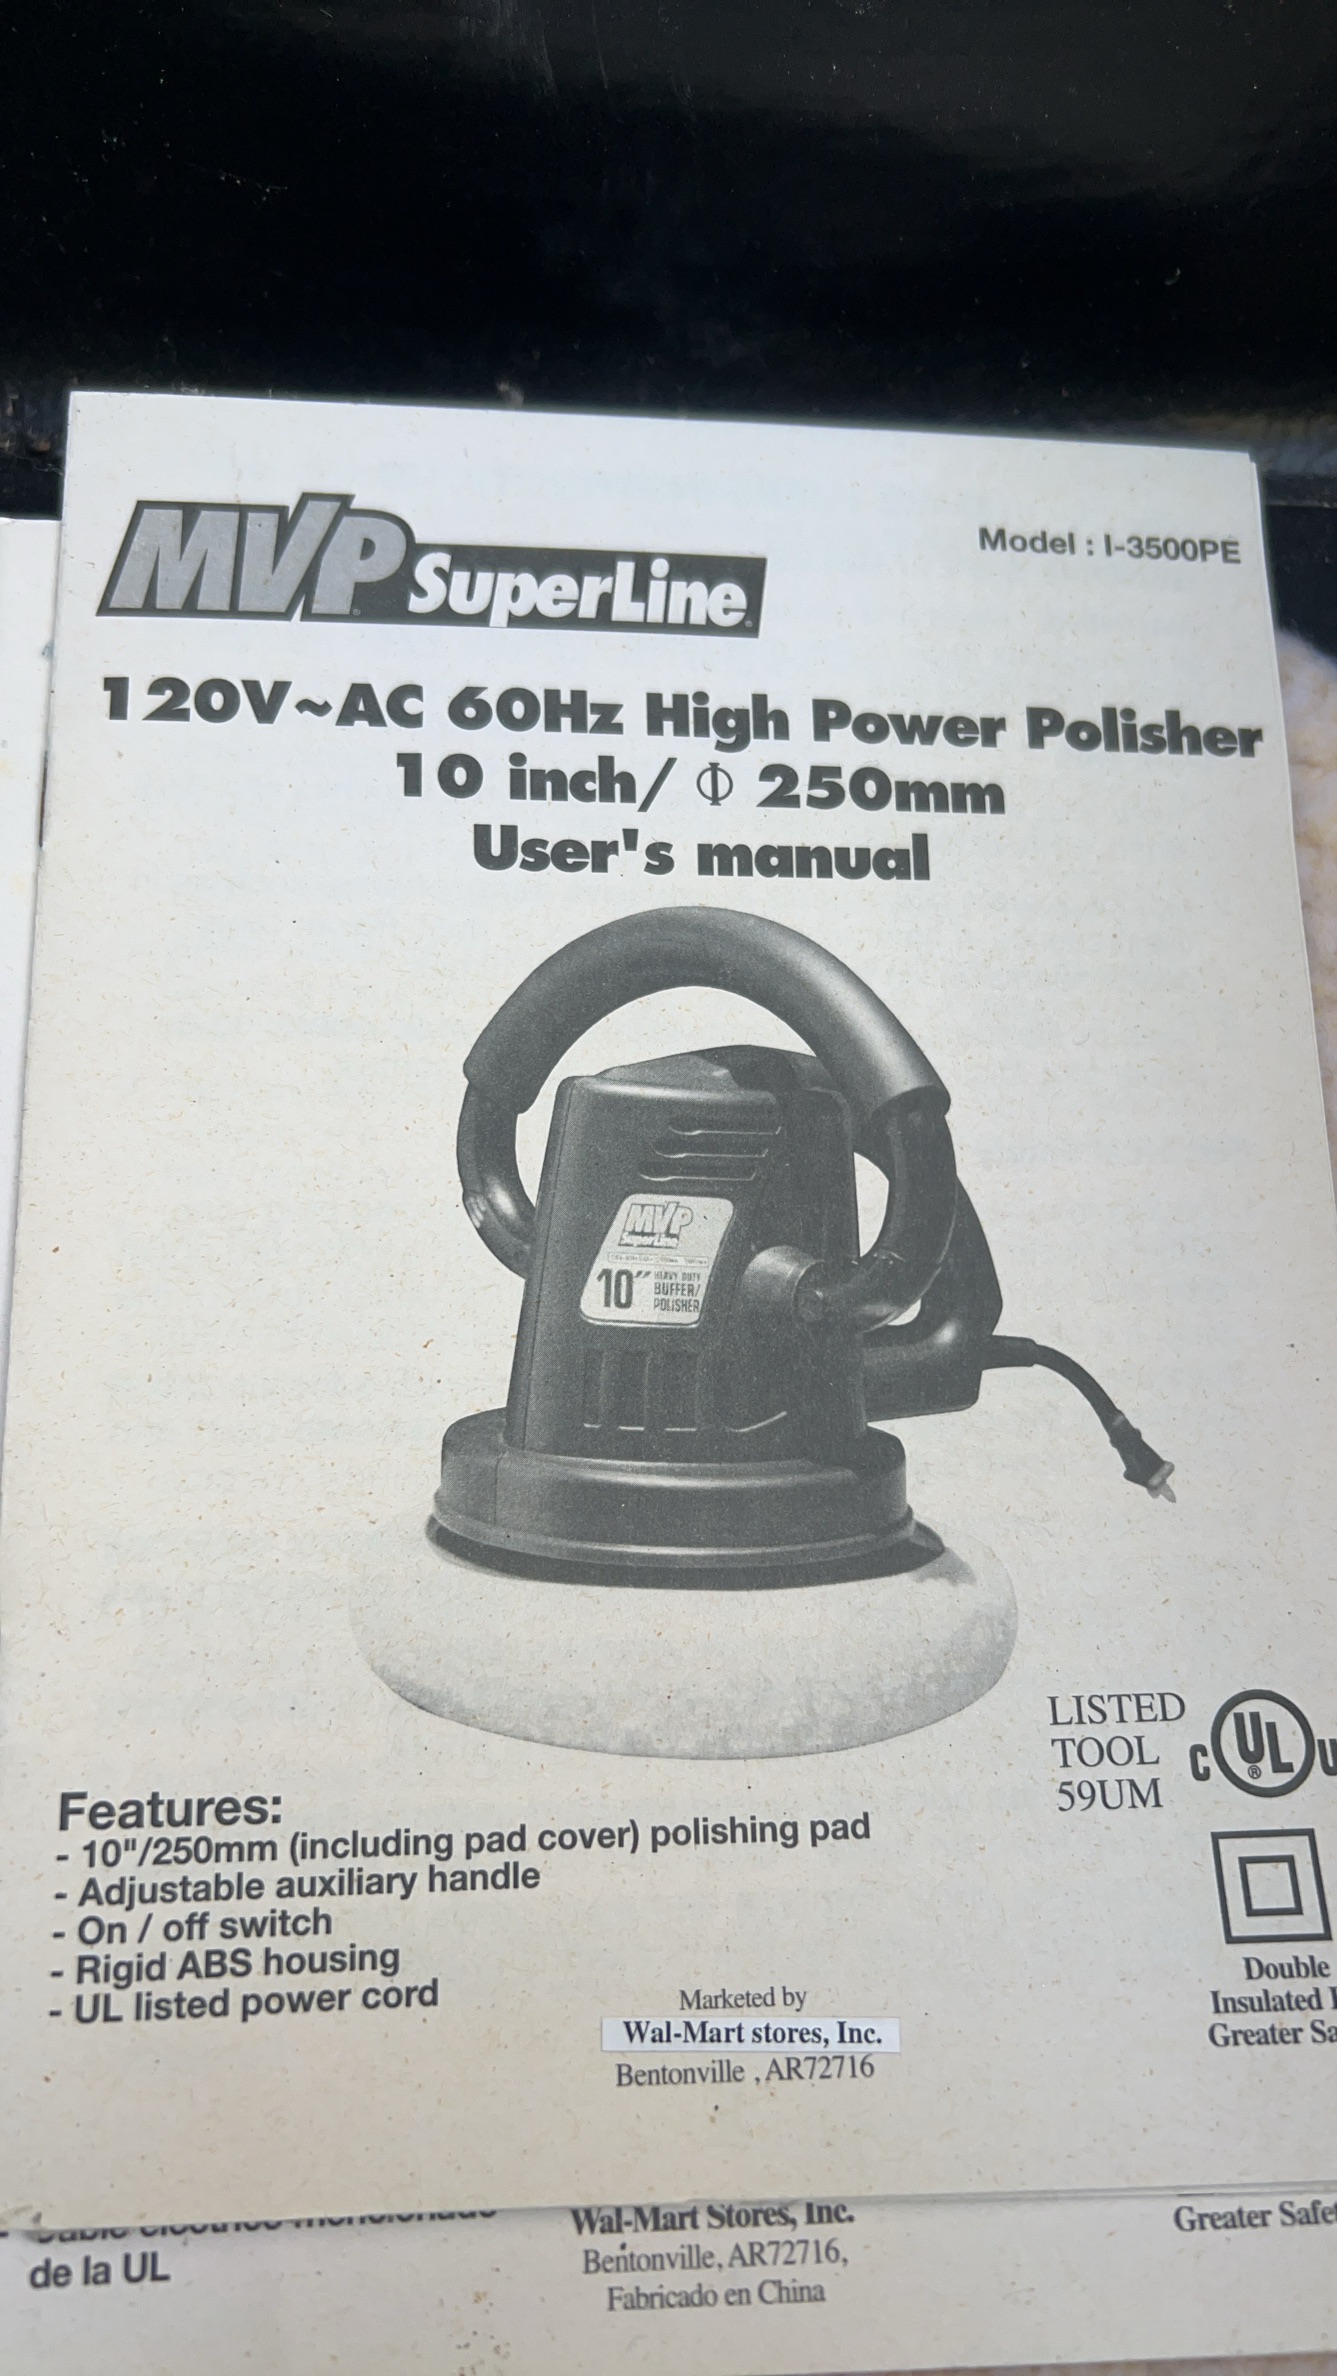 MVP SuperLine
Model : I-3500PE
120V~AC 60Hz High Power Polisher
10 inch/ Φ 250mm
User's manual
MVP
SuperLine
10" HEAVY DUTY
BUFFER/
POLISHER
LISTED
TOOL
59UM
C UL® U
Features:
- 10"/250mm (including pad cover) polishing pad
- Adjustable auxiliary handle
- On / off switch
- Rigid ABS housing
- UL listed power cord
Marketed by
Wal-Mart stores, Inc.
Bentonville , AR72716
Double
Insulated
Greater Sa
de la UL
Wal-Mart Stores, Inc.
Bentonville, AR72716,
Fabricado en China
Greater Safe